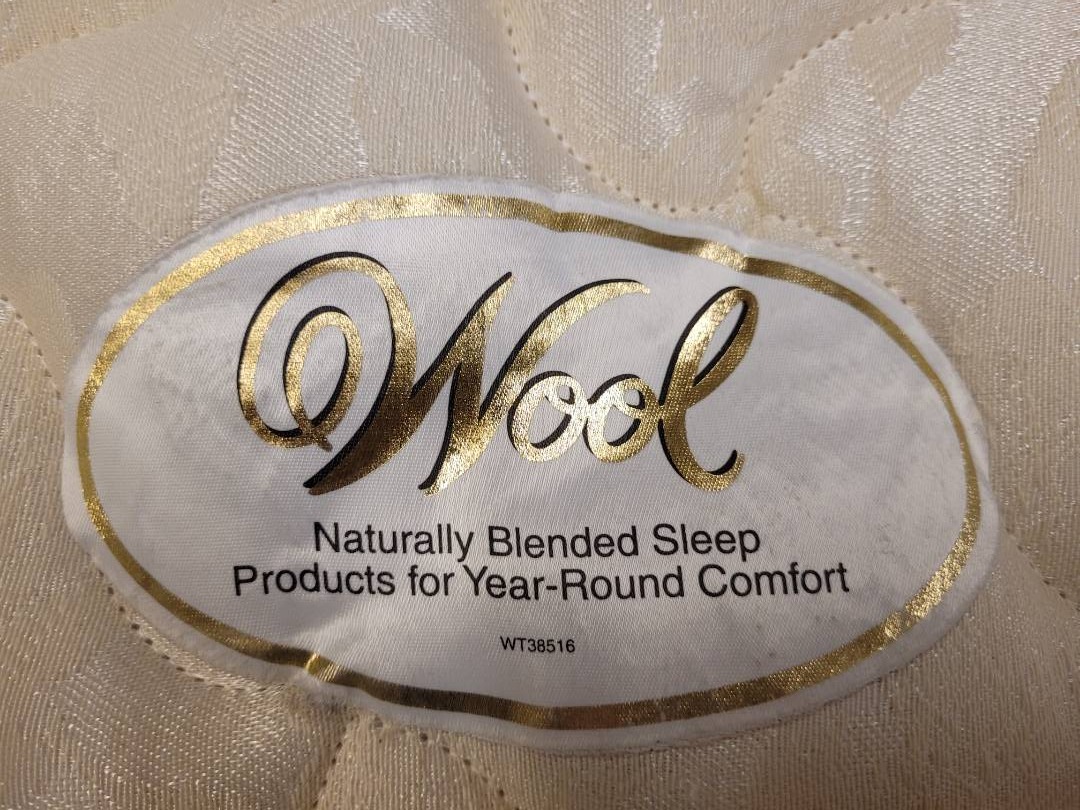 Wool
Naturally Blended Sleep
Products for Year-Round Comfort
WT38516